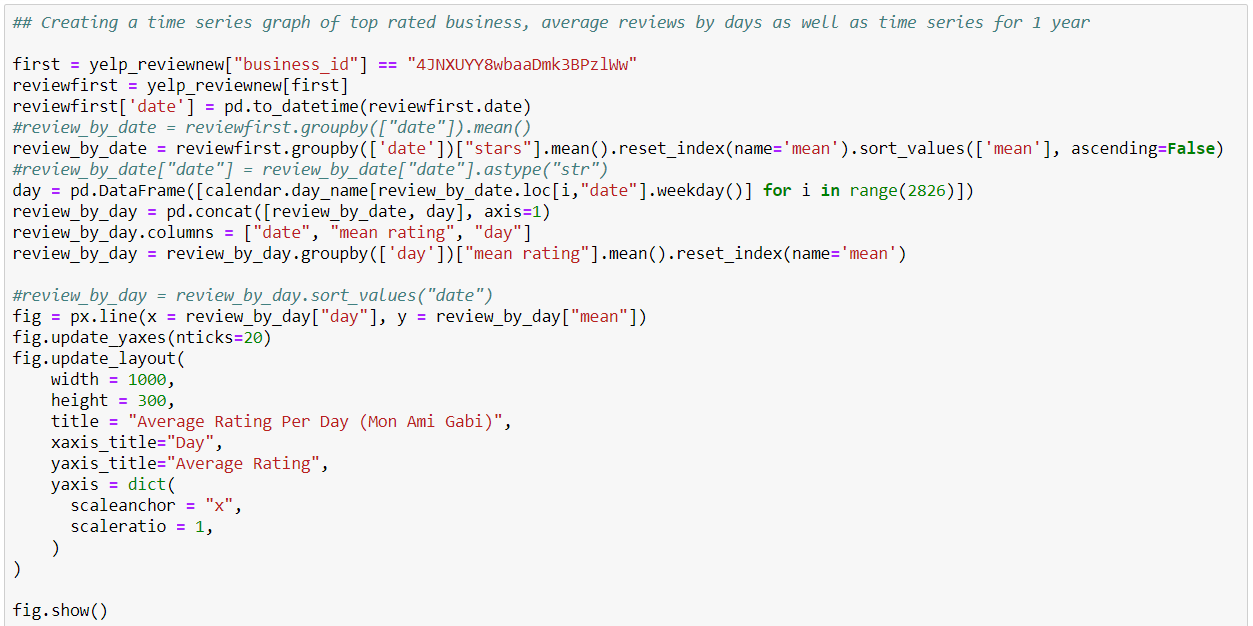 ## Creating a time series graph of top rated business, average reviews by days as well as time series for 1 year

first = yelp_reviewnew["business_id"] == "4JNXUYY8wbaaDmk3BPzlWw"
reviewfirst = yelp_reviewnew[first]
reviewfirst['date'] = pd.to_datetime(reviewfirst.date)
#review_by_date = reviewfirst.groupby(["date"]).mean()
review_by_date = reviewfirst.groupby(['date'])["stars"].mean().reset_index(name='mean').sort_values(['mean'], ascending=False)
#review_by_date["date"] = review_by_date["date"].astype("str")
day = pd.DataFrame([calendar.day_name[review_by_date.loc[i,"date"].weekday()] for i in range(2826)])
review_by_day = pd.concat([review_by_date, day], axis=1)
review_by_day.columns = ["date", "mean rating", "day"]
review_by_day = review_by_day.groupby(['day'])["mean rating"].mean().reset_index(name='mean')

#review_by_day = review_by_day.sort_values("date")
fig = px.line(x = review_by_day["day"], y = review_by_day["mean"])
fig.update_yaxes(nticks=20)
fig.update_layout(
    width = 1000,
    height = 300,
    title = "Average Rating Per Day (Mon Ami Gabi)",
    xaxis_title="Day",
    yaxis_title="Average Rating",
    yaxis = dict(
      scaleanchor = "x",
      scaleratio = 1,
    )
)

fig.show()